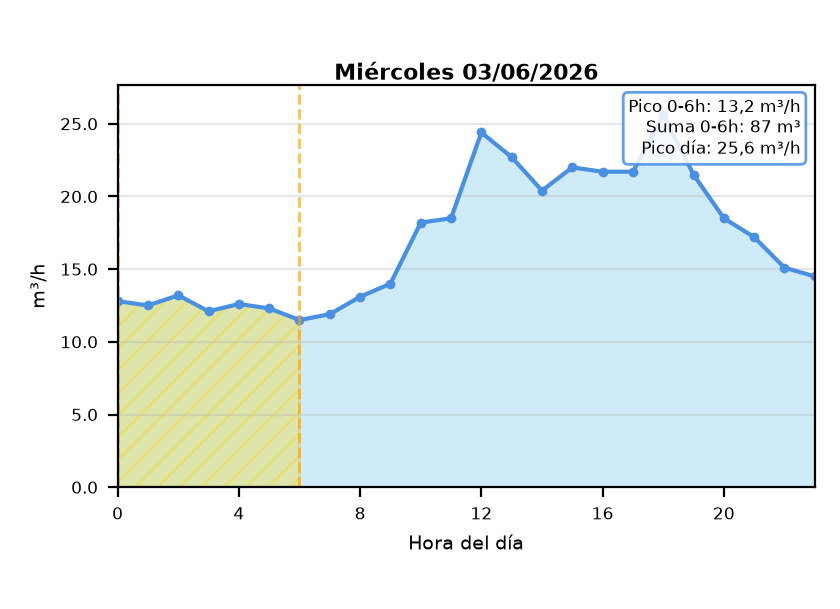 Miércoles 03/06/2026
Pico 0-6h: 13,2 m³/h
Suma 0-6h: 87 m³
Pico día: 25,6 m³/h
m³/h
25.0
20.0
15.0
10.0
5.0
0.0
0 4 8 12 16 20
Hora del día